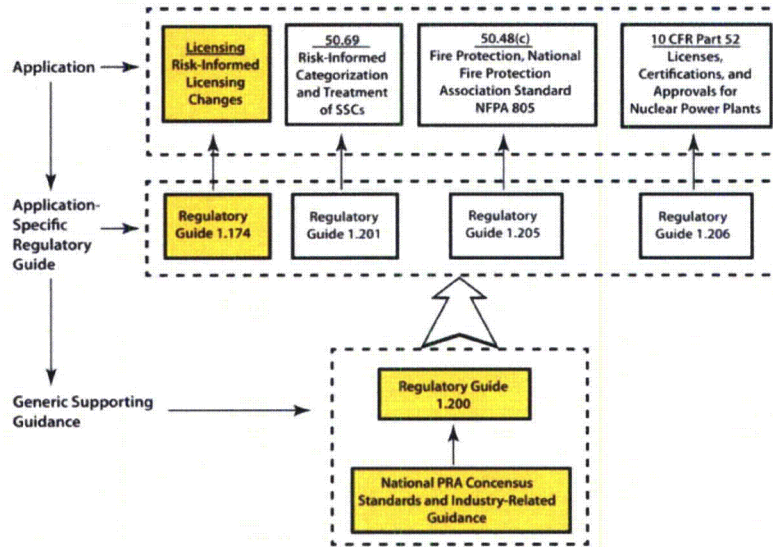 Application
Licensing
Risk-Informed
Licensing
Changes
50.69
Risk-Informed
Categorization
and Treatment
of SSCs
50.48(c)
Fire Protection, National
Fire Protection
Association Standard
NFPA 805
10 CFR Part 52
Licenses,
Certifications, and
Approvals for
Nuclear Power Plants
Application-
Specific
Regulatory
Guide
Regulatory
Guide 1.174
Regulatory
Guide 1.201
Regulatory
Guide 1.205
Regulatory
Guide 1.206
Generic Supporting
Guidance
Regulatory Guide
1.200
National PRA Concensus
Standards and Industry-Related
Guidance